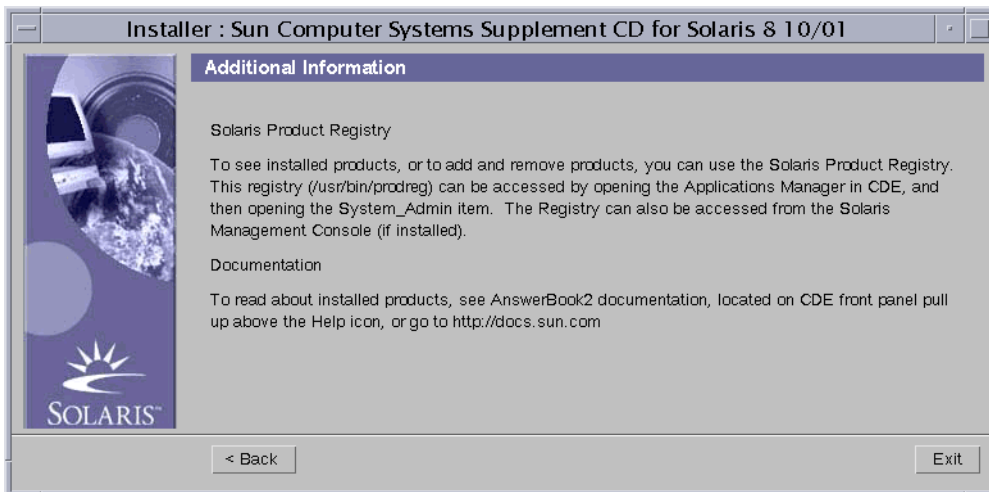 Installer : Sun Computer Systems Supplement CD for Solaris 8 10/01
Additional Information
Solaris Product Registry
To see installed products, or to add and remove products, you can use the Solaris Product Registry.
This registry (/usr/bin/prodreg) can be accessed by opening the Applications Manager in CDE, and
then opening the System_Admin item.  The Registry can also be accessed from the Solaris
Management Console (if installed).
Documentation
To read about installed products, see AnswerBook2 documentation, located on CDE front panel pull
up above the Help icon, or go to http://docs.sun.com
SOLARIS™
< Back
Exit